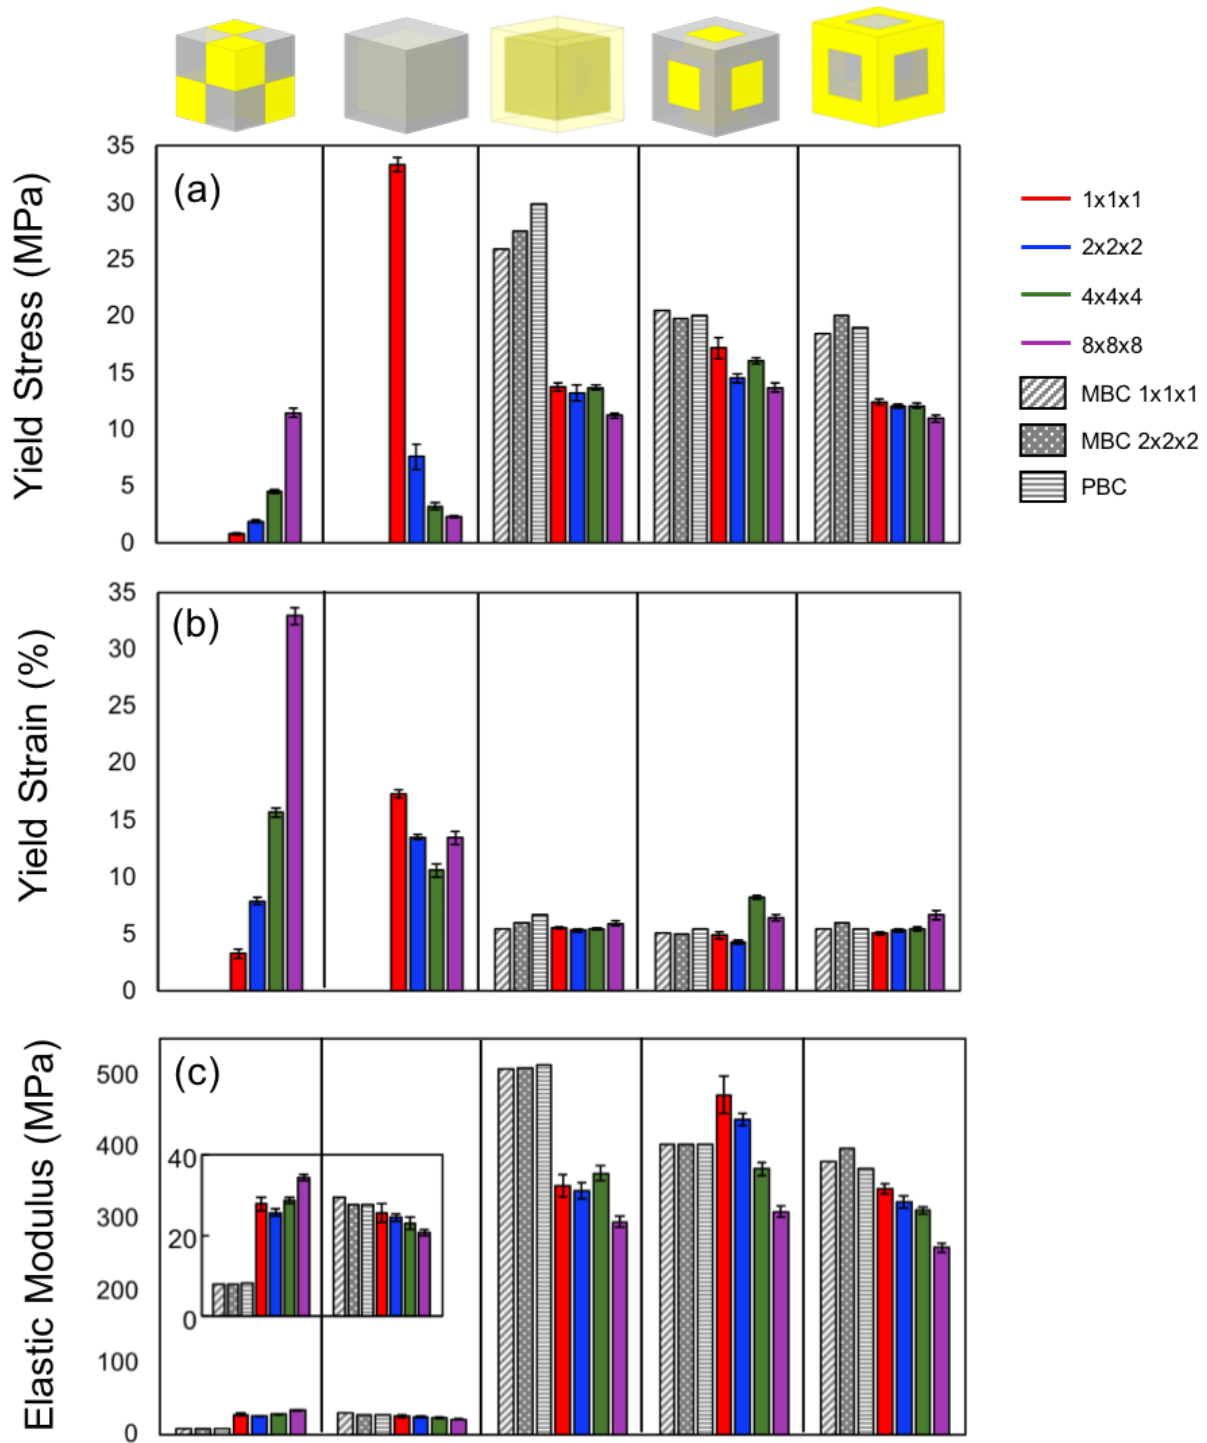 35
30
25
20
15
10
5
0
Yield Stress (MPa)
(a)
1x1x1
2x2x2
4x4x4
8x8x8
MBC 1x1x1
MBC 2x2x2
PBC
35
30
25
20
15
10
5
0
Yield Strain (%)
(b)
500
400
300
200
100
0
Elastic Modulus (MPa)
(c)
40
20
0